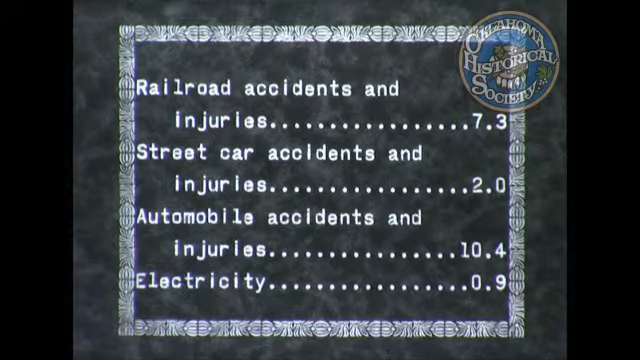 OKLAHOMA
HISTORICAL
SOCIETY
Railroad accidents and
injuries.................7.3
Street car accidents and
injuries.................2.0
Automobile accidents and
injuries................10.4
Electricity.................0.9